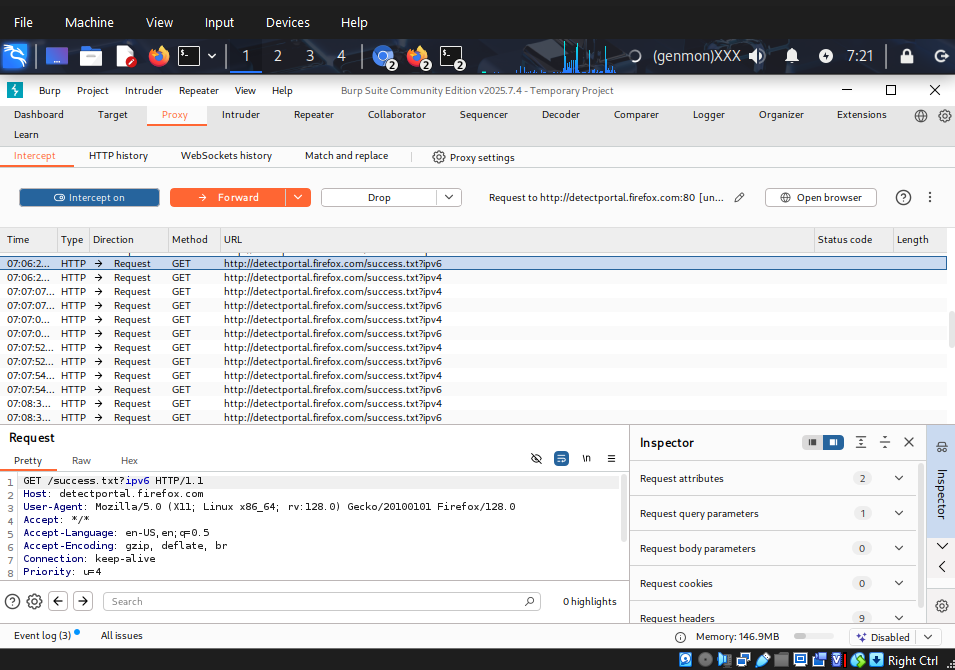 File Machine View Input Devices Help
1 2 3 4 2 2 2 (genmon)XXX 7:21
Burp Project Intruder Repeater View Help Burp Suite Community Edition v2025.7.4 - Temporary Project
Dashboard Target Proxy Intruder Repeater Collaborator Sequencer Decoder Comparer Logger Organizer Extensions
Learn
Intercept HTTP history WebSockets history Match and replace Proxy settings
Intercept on Forward Drop Request to http://detectportal.firefox.com:80 [un... Open browser
Time Type Direction Method URL Status code Length
07:06:2... HTTP → Request GET http://detectportal.firefox.com/success.txt?ipv6
07:06:2... HTTP → Request GET http://detectportal.firefox.com/success.txt?ipv4
07:07:07... HTTP → Request GET http://detectportal.firefox.com/success.txt?ipv4
07:07:07... HTTP → Request GET http://detectportal.firefox.com/success.txt?ipv6
07:07:0... HTTP → Request GET http://detectportal.firefox.com/success.txt?ipv4
07:07:0... HTTP → Request GET http://detectportal.firefox.com/success.txt?ipv6
07:07:52... HTTP → Request GET http://detectportal.firefox.com/success.txt?ipv4
07:07:52... HTTP → Request GET http://detectportal.firefox.com/success.txt?ipv6
07:07:54... HTTP → Request GET http://detectportal.firefox.com/success.txt?ipv4
07:07:54... HTTP → Request GET http://detectportal.firefox.com/success.txt?ipv6
07:08:3... HTTP → Request GET http://detectportal.firefox.com/success.txt?ipv4
07:08:3... HTTP → Request GET http://detectportal.firefox.com/success.txt?ipv6
Request
Pretty Raw Hex \n
1 GET /success.txt?ipv6 HTTP/1.1
2 Host: detectportal.firefox.com
3 User-Agent: Mozilla/5.0 (X11; Linux x86_64; rv:128.0) Gecko/20100101 Firefox/128.0
4 Accept: */*
5 Accept-Language: en-US,en;q=0.5
6 Accept-Encoding: gzip, deflate, br
7 Connection: keep-alive
8 Priority: u=4
Search 0 highlights
Inspector
Request attributes 2
Request query parameters 1
Request body parameters 0
Request cookies 0
Request headers 9
Inspector
Event log (3) All issues Memory: 146.9MB Disabled
Right Ctrl